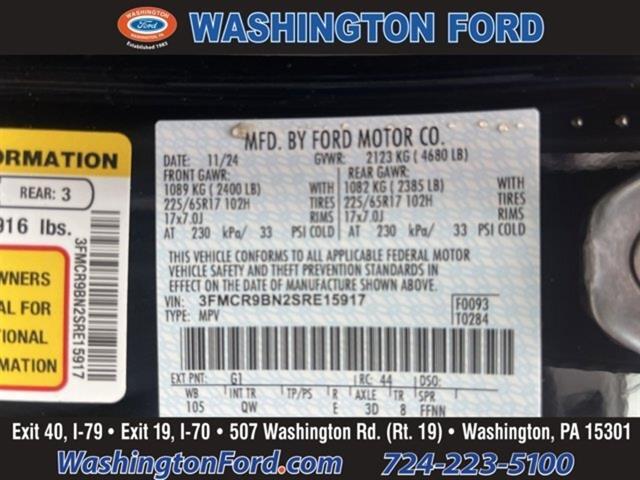 WASHINGTON FORD
WASHINGTON
Ford
WASHINGTON, PA
Established 1983
ORMATION
REAR: 3
916 lbs.
3FMCR9BN2SRE15917
WNERS
AL FOR
TIONAL
MATION
MFD. BY FORD MOTOR CO.
DATE: 11/24 GVWR: 2123 KG (4680 LB)
FRONT GAWR: REAR GAWR:
1089 KG (2400 LB) WITH 1082 KG (2385 LB) WITH
225/65R17 102H TIRES 225/65R17 102H TIRES
17x7.0J RIMS 17x7.0J RIMS
AT 230 kPa/ 33 PSI COLD AT 230 kPa/ 33 PSI COLD
THIS VEHICLE CONFORMS TO ALL APPLICABLE FEDERAL MOTOR
VEHICLE SAFETY AND THEFT PREVENTION STANDARDS IN
EFFECT ON THE DATE OF MANUFACTURE SHOWN ABOVE.
VIN: 3FMCR9BN2SRE15917 F0093
TYPE: MPV T0284
EXT PNT: G1 RC: 44 DSO:
WB INT TR TP/PS R AXLE TR SPR
105 QW E 3D 8 FFNN
Exit 40, I-79 • Exit 19, I-70 • 507 Washington Rd. (Rt. 19) • Washington, PA 15301
WashingtonFord.com 724-223-5100